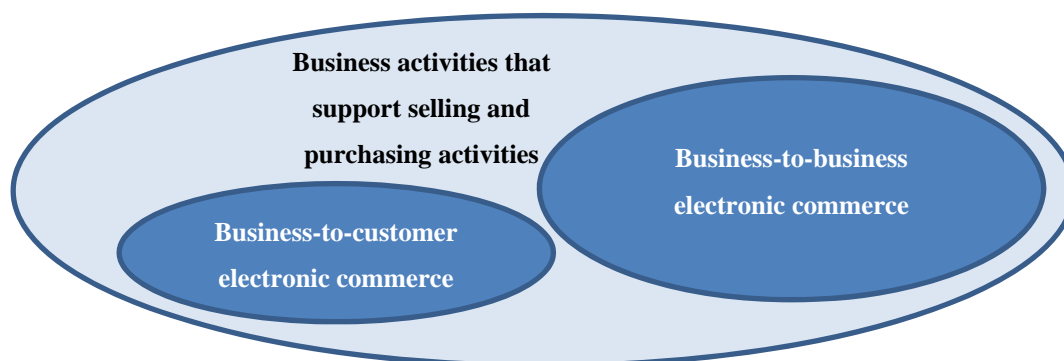 Business activities that
support selling and
purchasing activities
Business-to-business
electronic commerce
Business-to-customer
electronic commerce